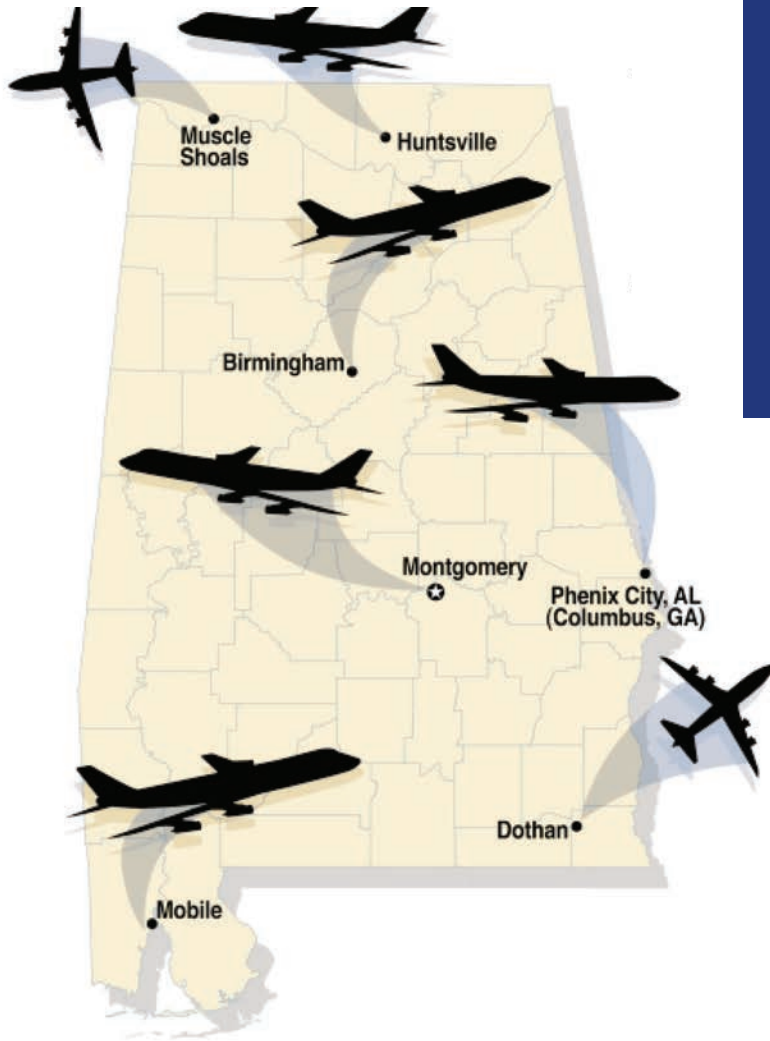 Muscle
Shoals
Huntsville
Birmingham
Montgomery
Phenix City, AL
(Columbus, GA)
Dothan
Mobile